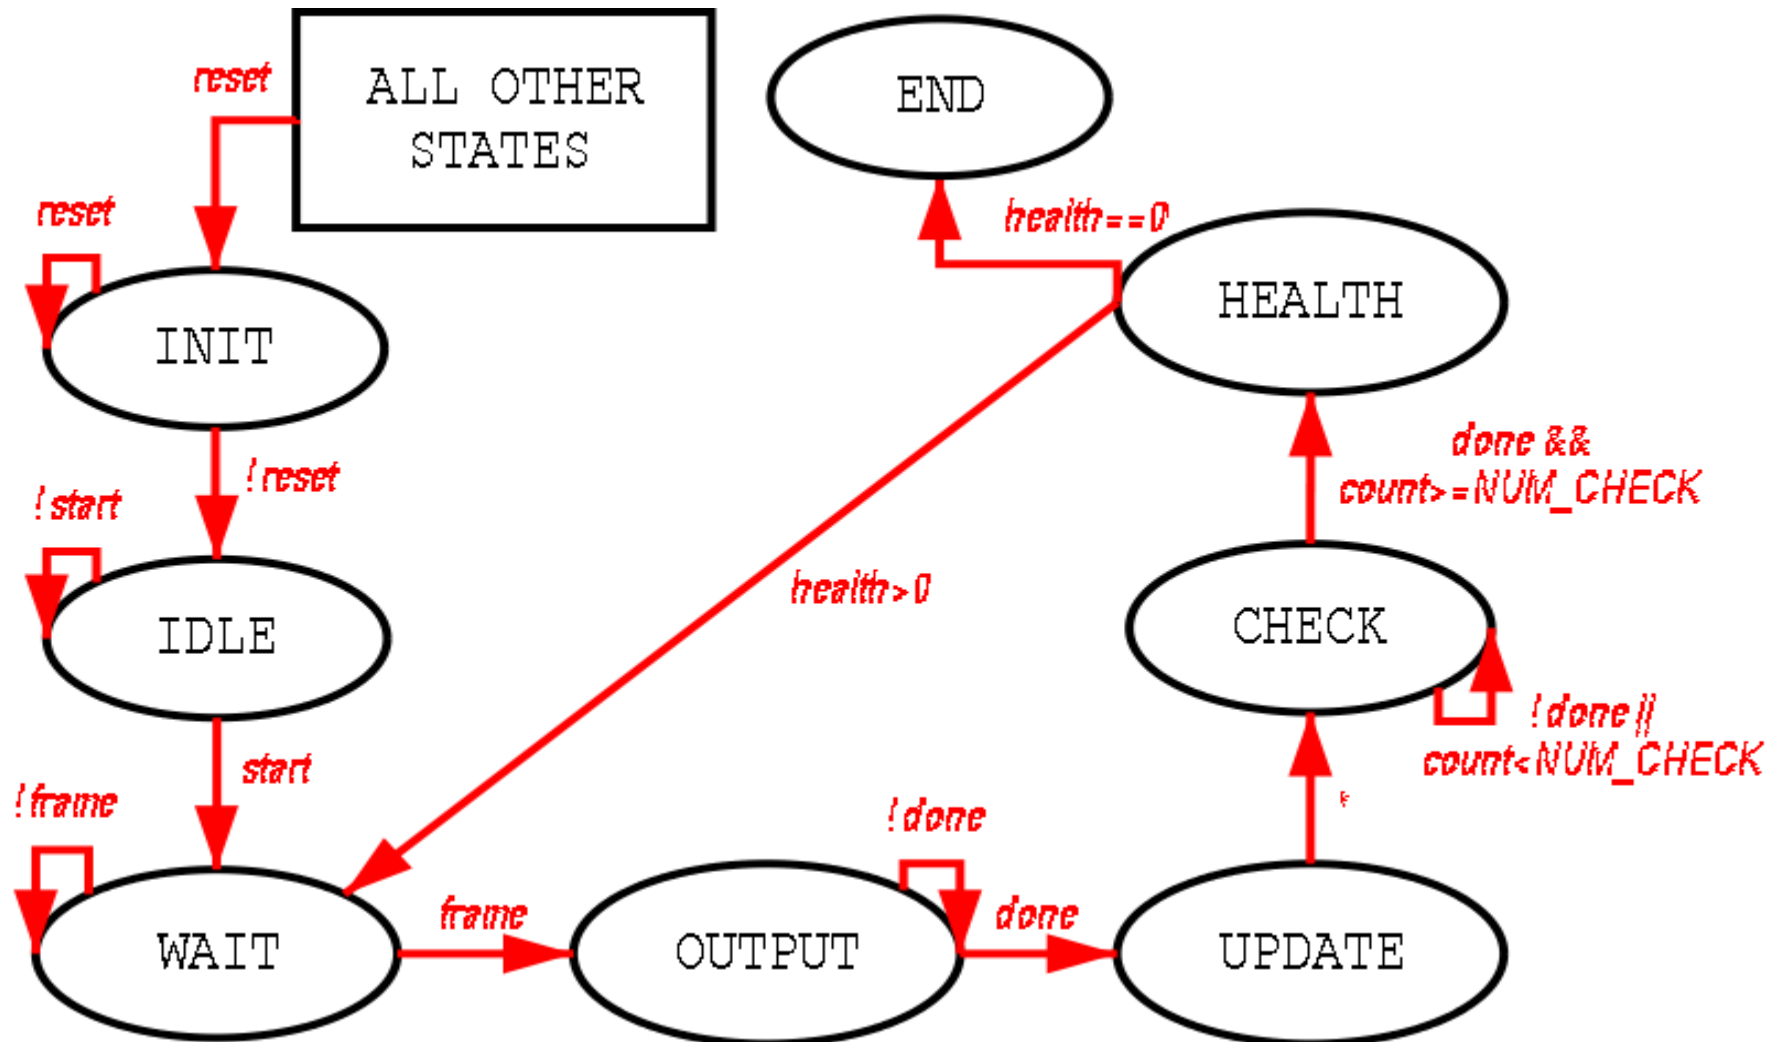 reset
ALL OTHER
STATES
END
reset
health==0
HEALTH
INIT
!reset
done &&
count>=NUM_CHECK
!start
health>0
IDLE
CHECK
!done ||
count<NUM_CHECK
start
!frame
!done
*
frame
done
WAIT
OUTPUT
UPDATE